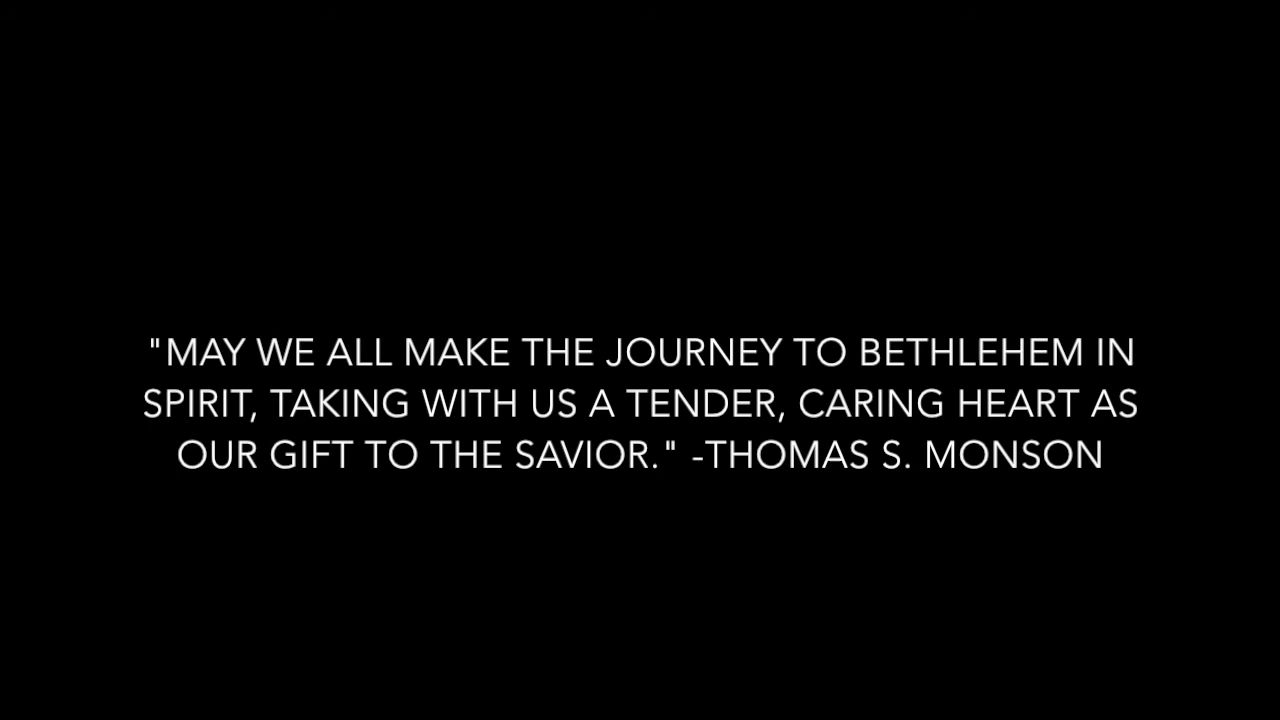 "MAY WE ALL MAKE THE JOURNEY TO BETHLEHEM IN
SPIRIT, TAKING WITH US A TENDER, CARING HEART AS
OUR GIFT TO THE SAVIOR." -THOMAS S. MONSON